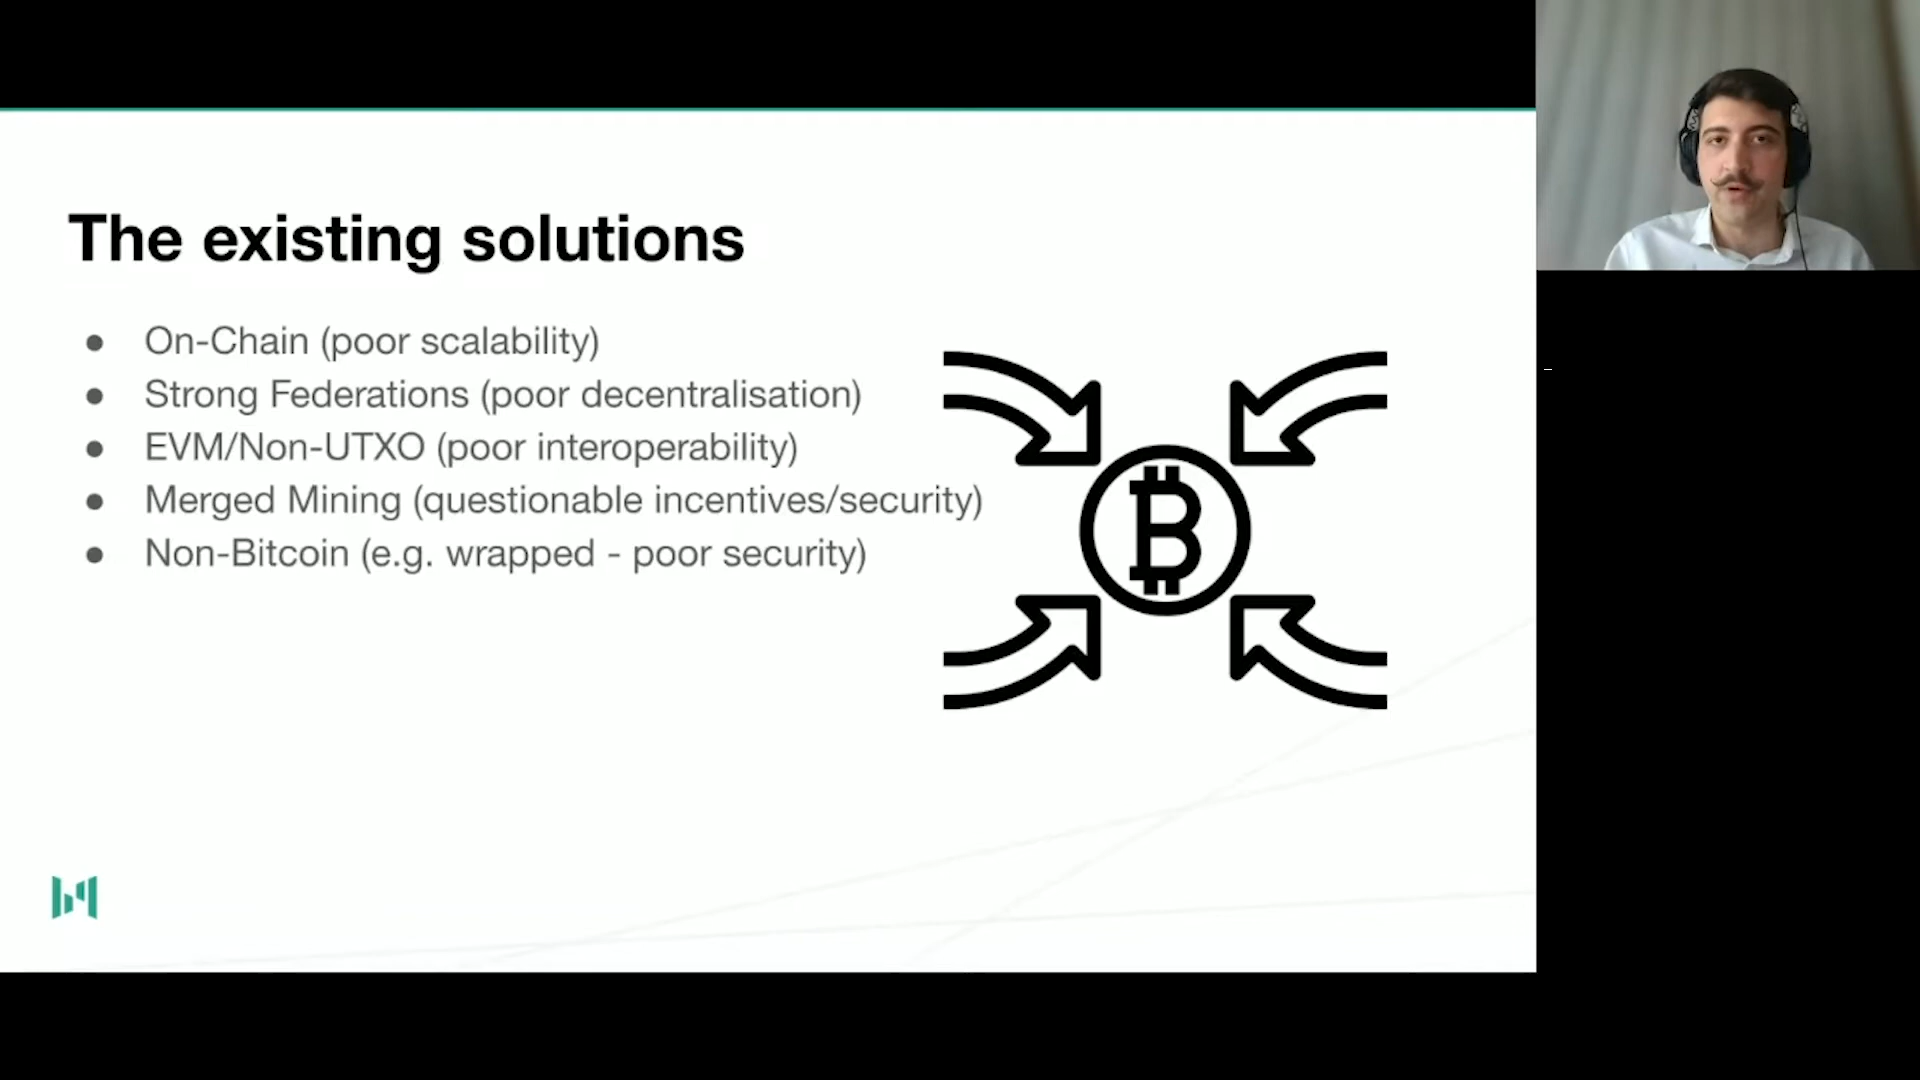 The existing solutions
● On-Chain (poor scalability)
● Strong Federations (poor decentralisation)
● EVM/Non-UTXO (poor interoperability)
● Merged Mining (questionable incentives/security)
● Non-Bitcoin (e.g. wrapped - poor security)